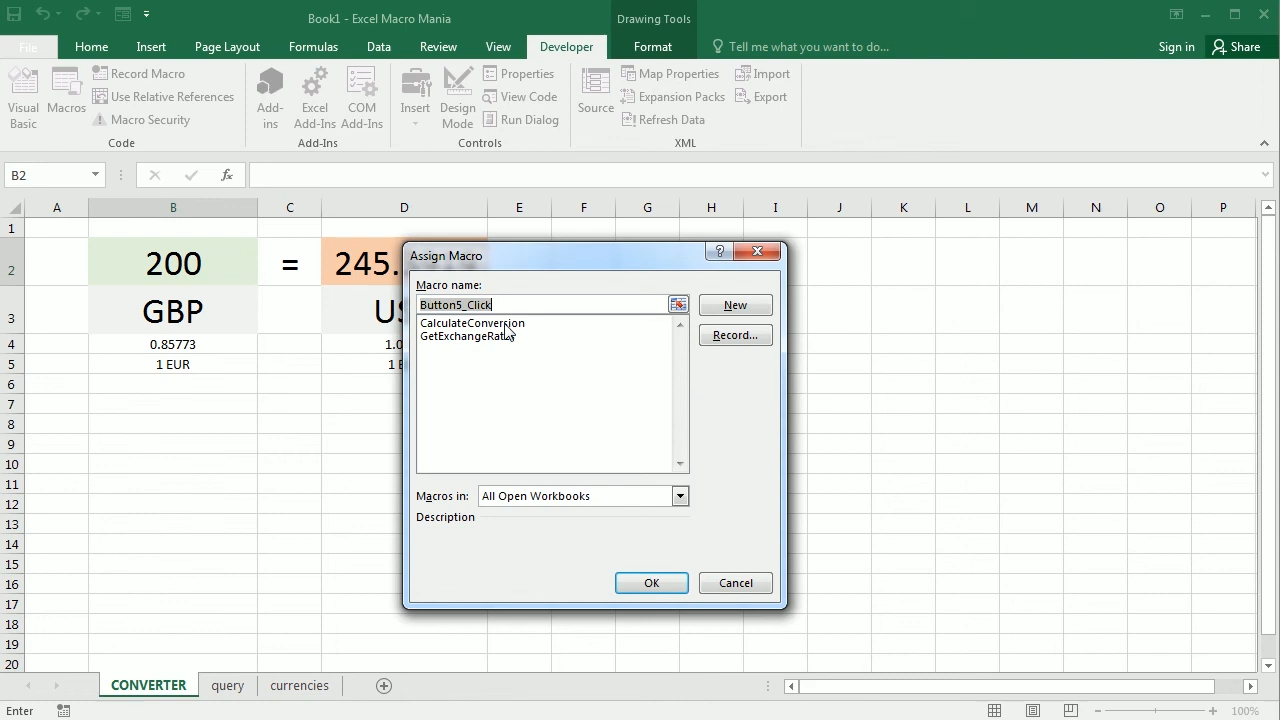 Book1 - Excel Macro Mania
Drawing Tools
File
Home
Insert
Page Layout
Formulas
Data
Review
View
Developer
Format
Tell me what you want to do...
Sign in
Share
Visual Basic
Macros
Record Macro
Use Relative References
Macro Security
Code
Add-ins
Excel Add-Ins
COM Add-Ins
Add-Ins
Insert
Design Mode
Properties
View Code
Run Dialog
Controls
Source
Map Properties
Expansion Packs
Refresh Data
Import
Export
XML
B2
fx
A B C D E F G H I J K L M N O P
1
2 200 = 245.
3 GBP
4 0.85773 1.0
5 1 EUR
6
7
8
9
10
11
12
13
14
15
16
17
18
19
20
Assign Macro
?
Macro name:
Button5_Click
CalculateConversion
New
Record...
Macros in:
All Open Workbooks
Description
OK
Cancel
CONVERTER
query
currencies
Enter
100%